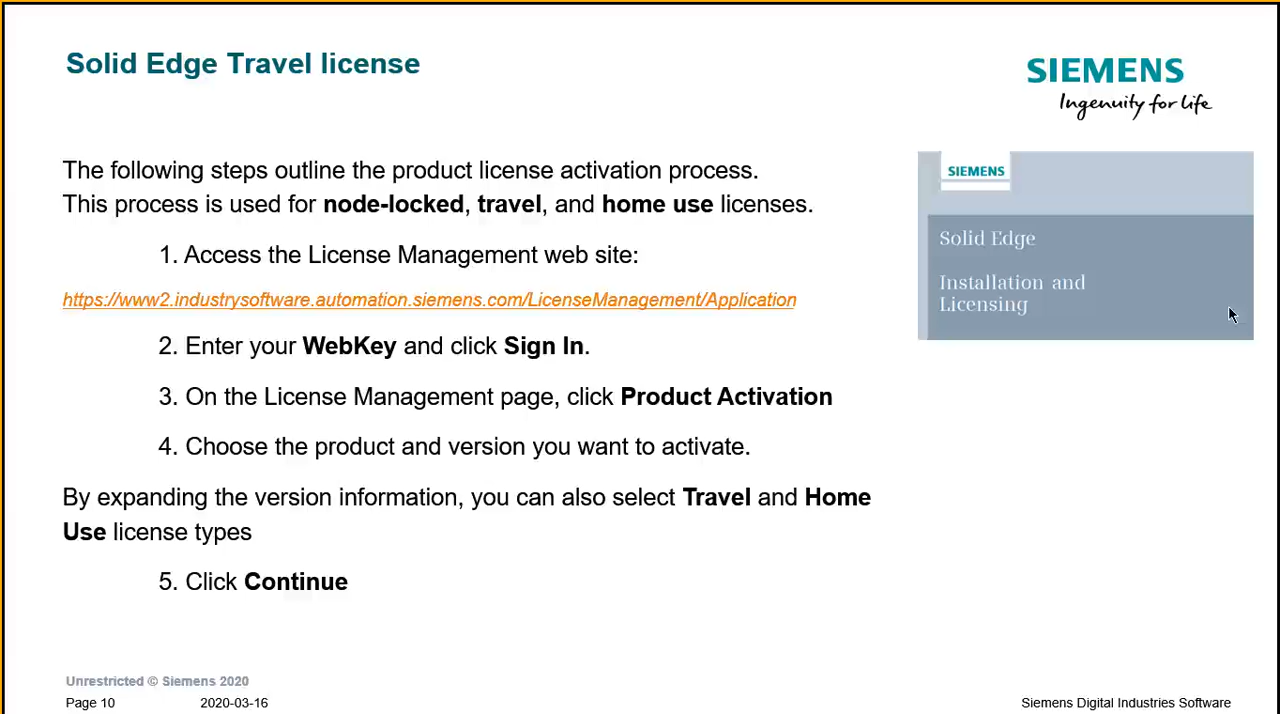 Solid Edge Travel license
SIEMENS
Ingenuity for life
The following steps outline the product license activation process.
This process is used for node-locked, travel, and home use licenses.
1. Access the License Management web site:
https://www2.industrysoftware.automation.siemens.com/LicenseManagement/Application
2. Enter your WebKey and click Sign In.
3. On the License Management page, click Product Activation
4. Choose the product and version you want to activate.
By expanding the version information, you can also select Travel and Home
Use license types
5. Click Continue
SIEMENS
Solid Edge
Installation and
Licensing
Unrestricted © Siemens 2020
Page 10 2020-03-16 Siemens Digital Industries Software